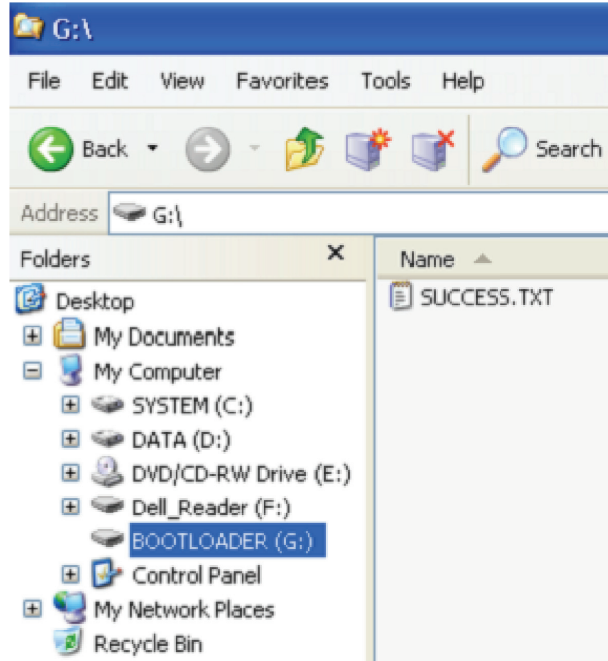 G:\
File Edit View Favorites Tools Help
Back Search
Address G:\
Folders Name
Desktop SUCCESS.TXT
My Documents
My Computer
SYSTEM (C:)
DATA (D:)
DVD/CD-RW Drive (E:)
Dell_Reader (F:)
BOOTLOADER (G:)
Control Panel
My Network Places
Recycle Bin